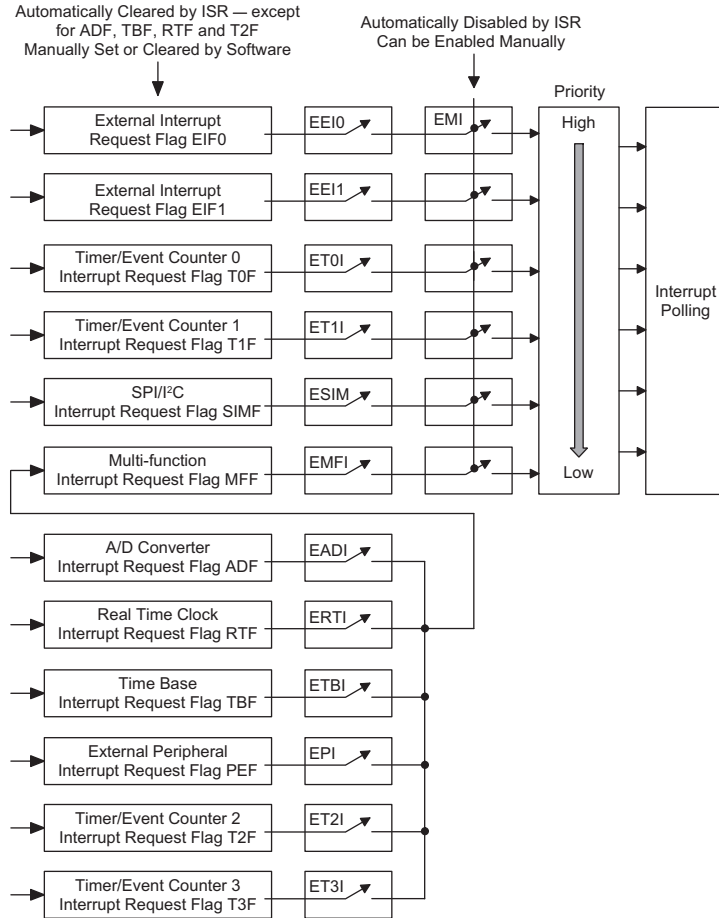 Automatically Cleared by ISR — except
for ADF, TBF, RTF and T2F
Manually Set or Cleared by Software
Automatically Disabled by ISR
Can be Enabled Manually
Priority
External Interrupt
Request Flag EIF0
EEI0
EMI
High
External Interrupt
Request Flag EIF1
EEI1
Timer/Event Counter 0
Interrupt Request Flag T0F
ET0I
Interrupt
Polling
Timer/Event Counter 1
Interrupt Request Flag T1F
ET1I
SPI/I²C
Interrupt Request Flag SIMF
ESIM
Multi-function
Interrupt Request Flag MFF
EMFI
Low
A/D Converter
Interrupt Request Flag ADF
EADI
Real Time Clock
Interrupt Request Flag RTF
ERTI
Time Base
Interrupt Request Flag TBF
ETBI
External Peripheral
Interrupt Request Flag PEF
EPI
Timer/Event Counter 2
Interrupt Request Flag T2F
ET2I
Timer/Event Counter 3
Interrupt Request Flag T3F
ET3I